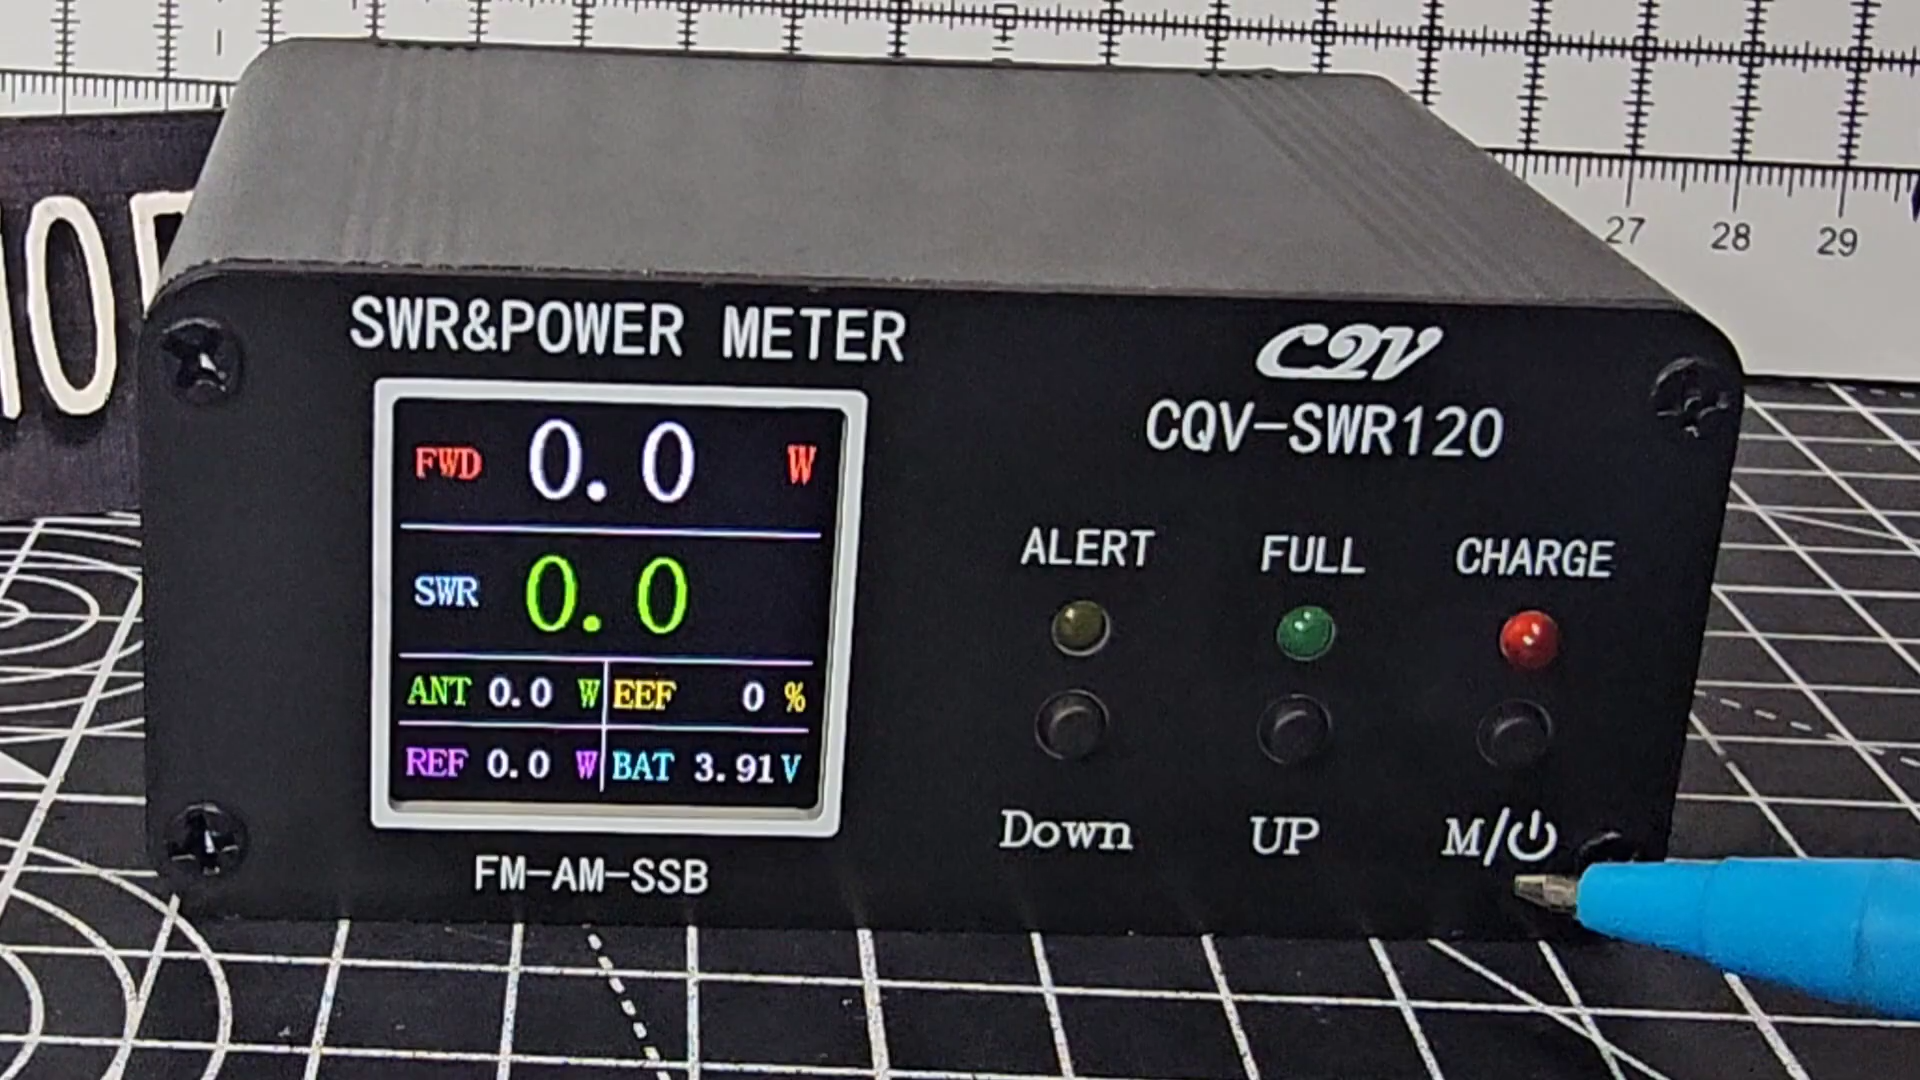 27 28 29
SWR&POWER METER
CQV
CQV-SWR120
FWD 0.0 W
SWR 0.0
ANT 0.0 W EEF 0 %
REF 0.0 W BAT 3.91V
FM-AM-SSB
ALERT FULL CHARGE
Down UP M/⏻